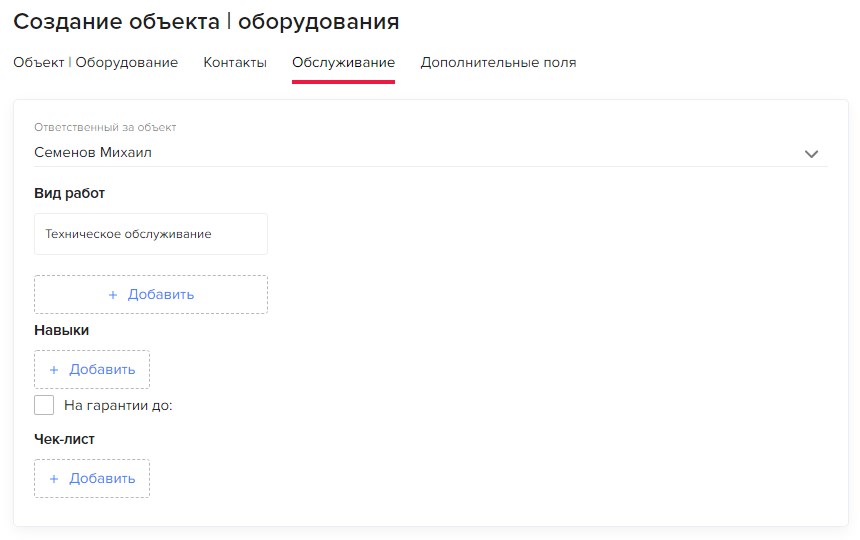 Создание объекта | оборудования
Объект | Оборудование Контакты Обслуживание Дополнительные поля
Ответственный за объект
Семенов Михаил
Вид работ
Техническое обслуживание
+ Добавить
Навыки
+ Добавить
На гарантии до:
Чек-лист
+ Добавить